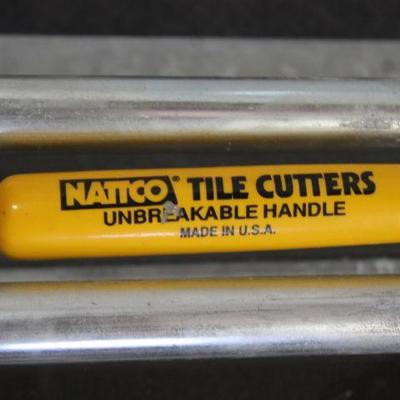 NATTCO® TILE CUTTERS
UNBREAKABLE HANDLE
MADE IN U.S.A.